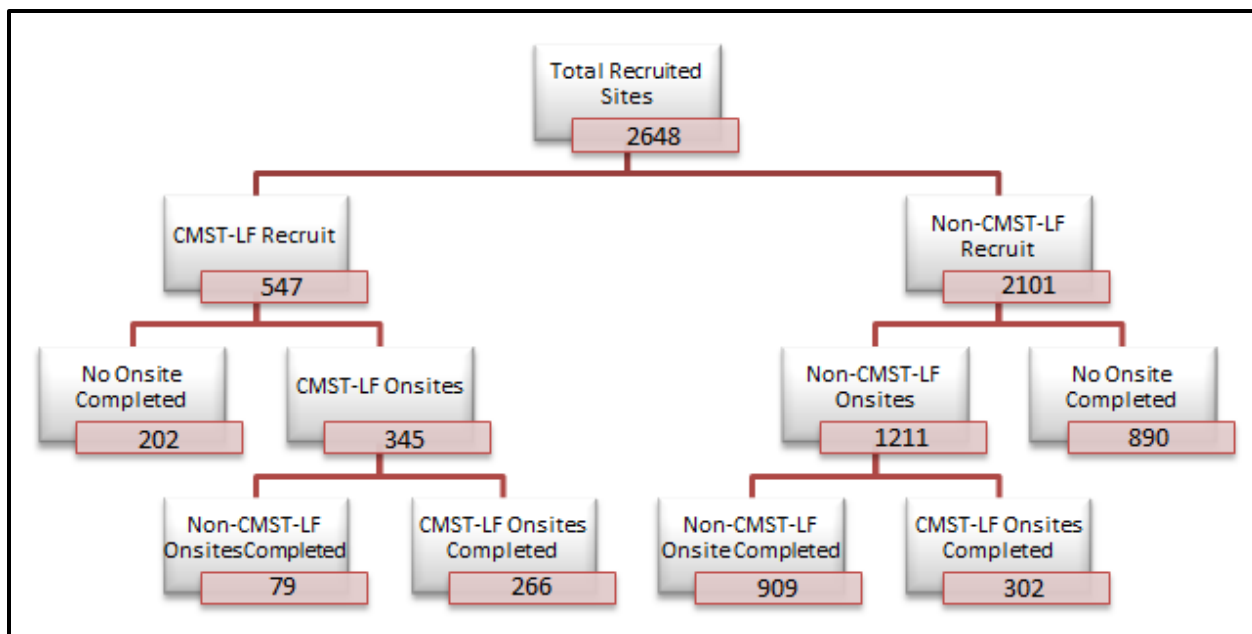 Total Recruited
Sites
2648
CMST-LF Recruit
547
Non-CMST-LF
Recruit
2101
No Onsite
Completed
202
CMST-LF Onsites
345
Non-CMST-LF
Onsites
1211
No Onsite
Completed
890
Non-CMST-LF
OnsitesCompleted
79
CMST-LF Onsites
Completed
266
Non-CMST-LF
Onsite Completed
909
CMST-LF Onsites
Completed
302